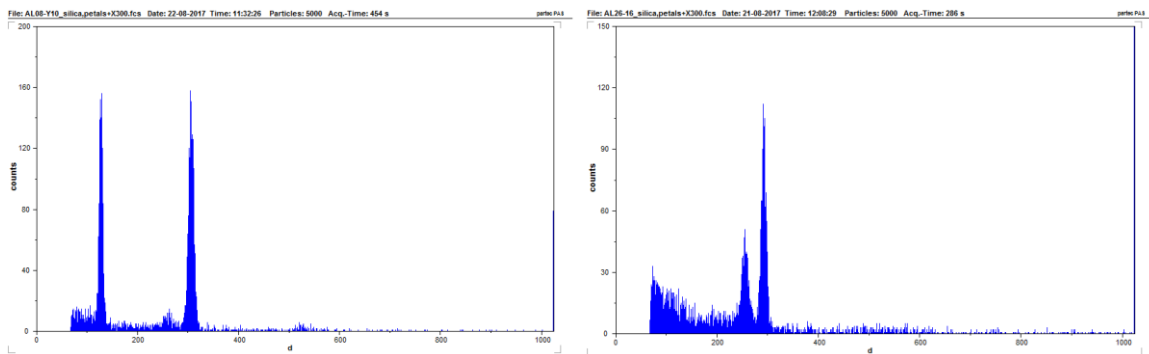 File: AL08-Y10_silica,petals+X300.fcs Date: 22-08-2017 Time: 11:32:26 Particles: 5000 Acq.-Time: 454 s partec PAS
200
160
120
80
40
0
counts
0 200 400 600 800 1000
d
File: AL26-16_silica,petals+X300.fcs Date: 21-08-2017 Time: 12:08:29 Particles: 5000 Acq.-Time: 286 s partec PAS
150
120
90
60
30
0
counts
0 200 400 600 800 1000
d